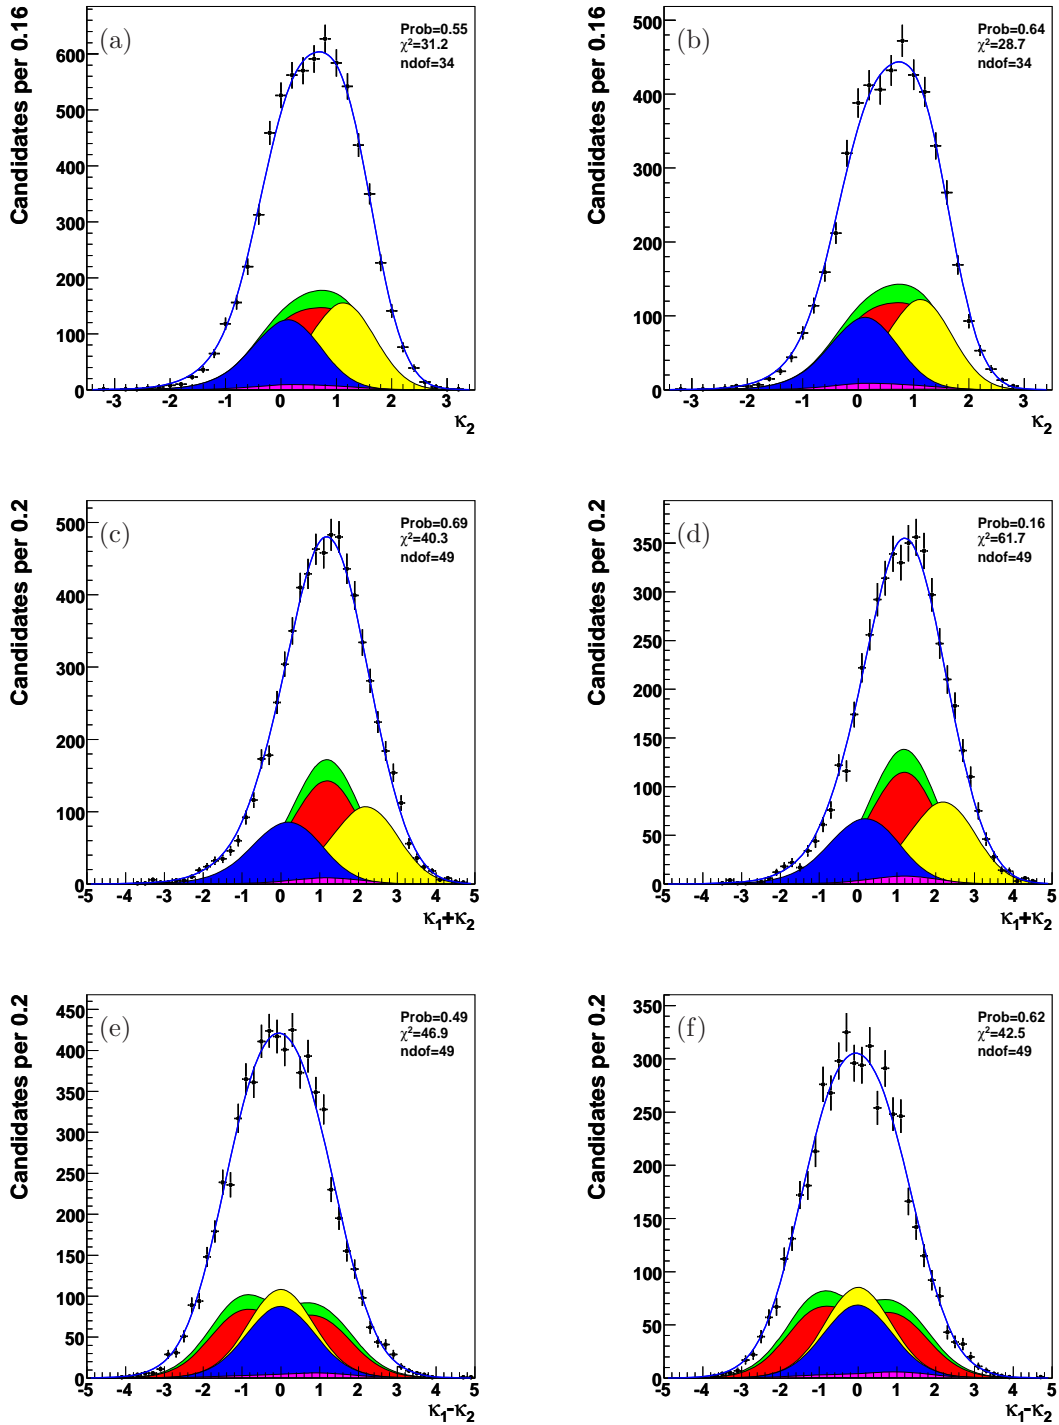 (a)
Prob=0.55
χ²=31.2
ndof=34
Candidates per 0.16
600
500
400
300
200
100
0
-3 -2 -1 0 1 2 3
κ₂
(b)
Prob=0.64
χ²=28.7
ndof=34
Candidates per 0.16
500
400
300
200
100
0
-3 -2 -1 0 1 2 3
κ₂
(c)
Prob=0.69
χ²=40.3
ndof=49
Candidates per 0.2
500
400
300
200
100
0
-5 -4 -3 -2 -1 0 1 2 3 4 5
κ₁+κ₂
(d)
Prob=0.16
χ²=61.7
ndof=49
Candidates per 0.2
350
300
250
200
150
100
50
0
-5 -4 -3 -2 -1 0 1 2 3 4 5
κ₁+κ₂
(e)
Prob=0.49
χ²=46.9
ndof=49
Candidates per 0.2
450
400
350
300
250
200
150
100
50
0
-5 -4 -3 -2 -1 0 1 2 3 4 5
κ₁-κ₂
(f)
Prob=0.62
χ²=42.5
ndof=49
Candidates per 0.2
350
300
250
200
150
100
50
0
-5 -4 -3 -2 -1 0 1 2 3 4 5
κ₁-κ₂